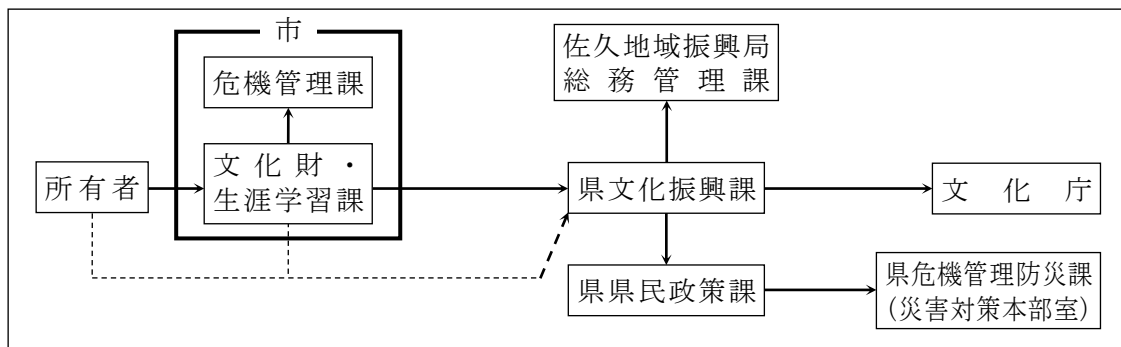 市
危機管理課
所有者
文化財・
生涯学習課
佐久地域振興局
総務管理課
県文化振興課
文化庁
県県民政策課
県危機管理防災課
(災害対策本部室)